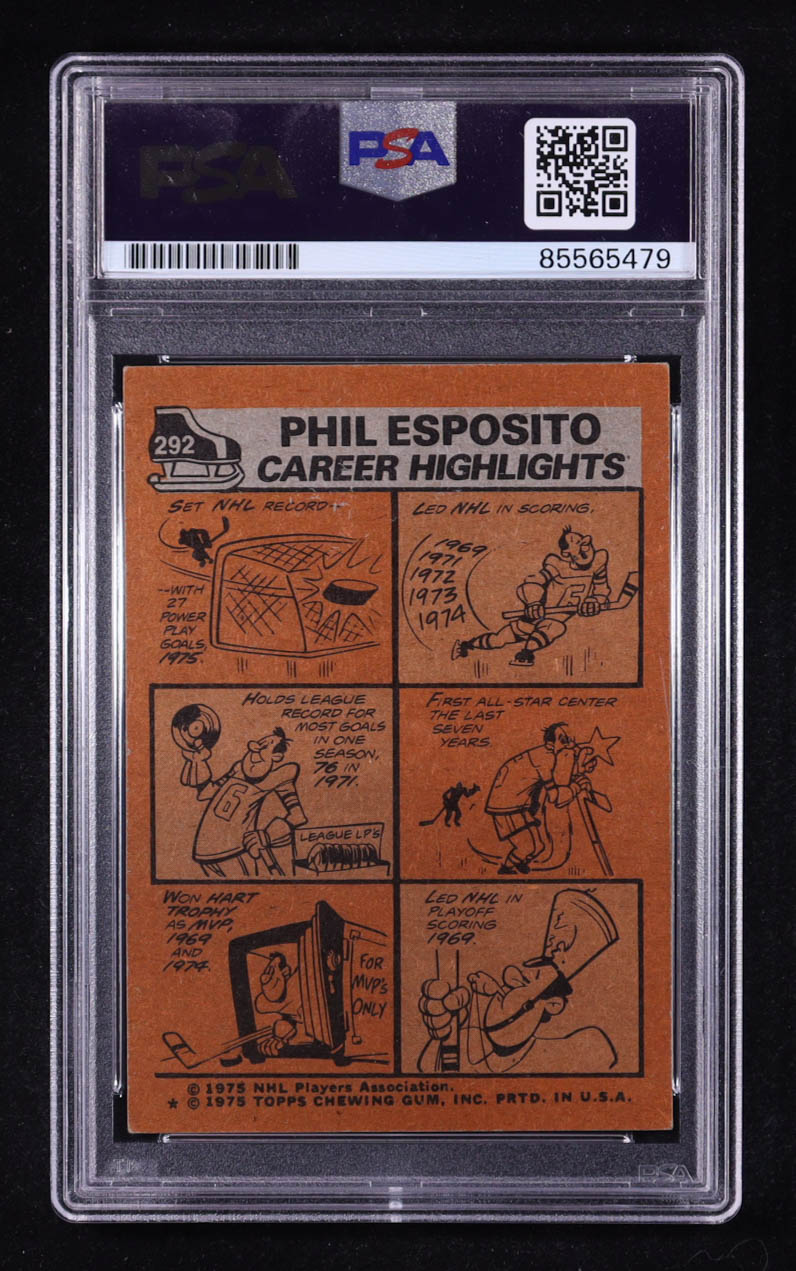 PSA
PSA
85565479
292
PHIL ESPOSITO
CAREER HIGHLIGHTS
SET NHL RECORD--
--WITH
27
POWER
PLAY
GOALS,
1975.
LED NHL IN SCORING,
1969
1971
1972
1973
1974
HOLDS LEAGUE
RECORD FOR
MOST GOALS
IN ONE
SEASON,
76 IN
1971.
6
LEAGUE LP'S
FIRST ALL-STAR CENTER
THE LAST
SEVEN
YEARS.
WON HART
TROPHY
AS MVP,
1969
AND
1974.
FOR
MVP'S
ONLY
LED NHL IN
PLAYOFF
SCORING
1969.
© 1975 NHL Players Association.
* © 1975 TOPPS CHEWING GUM, INC. PRTD. IN U.S.A.
PSA